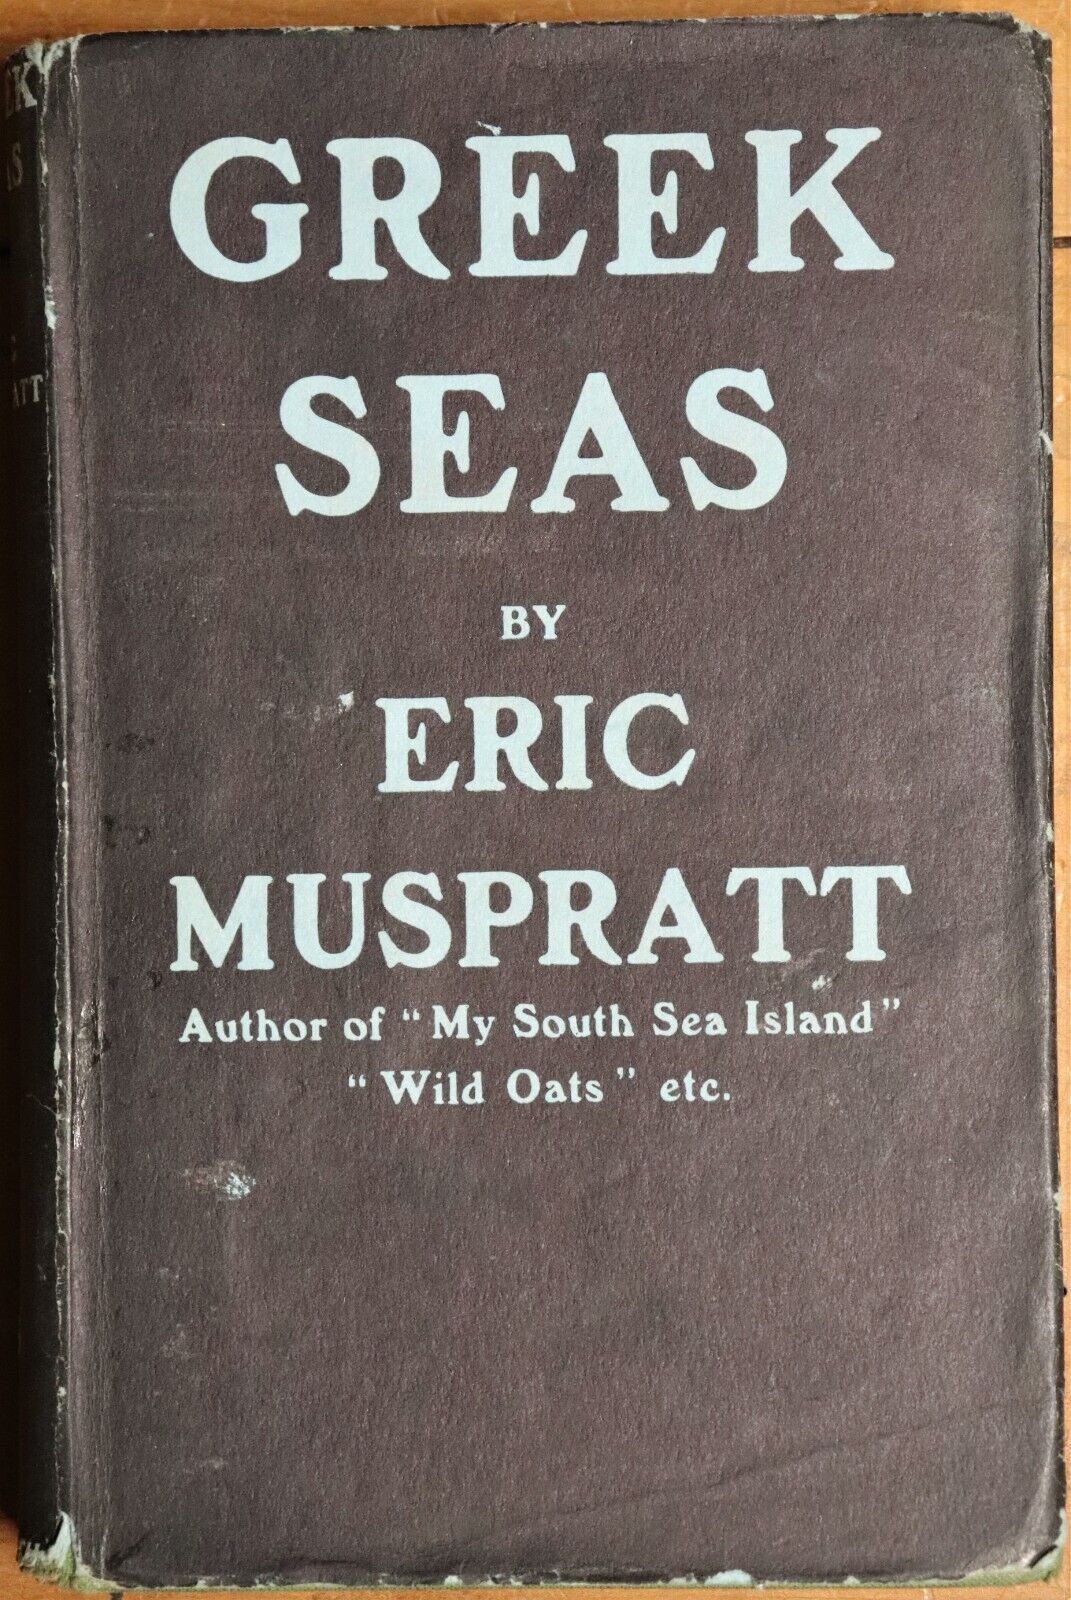 GREEK
SEAS
BY
ERIC
MUSPRATT
Author of "My South Sea Island"
"Wild Oats" etc.